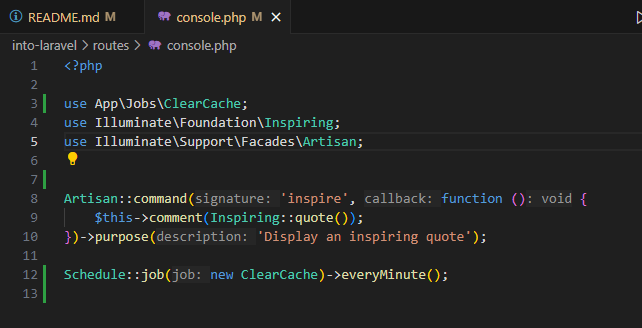 README.md M console.php M
into-laravel > routes > console.php
1 <?php
2
3 use App\Jobs\ClearCache;
4 use Illuminate\Foundation\Inspiring;
5 use Illuminate\Support\Facades\Artisan;
6
7
8 Artisan::command(signature: 'inspire', callback: function (): void {
9     $this->comment(Inspiring::quote());
10 })->purpose(description: 'Display an inspiring quote');
11
12 Schedule::job(job: new ClearCache)->everyMinute();
13